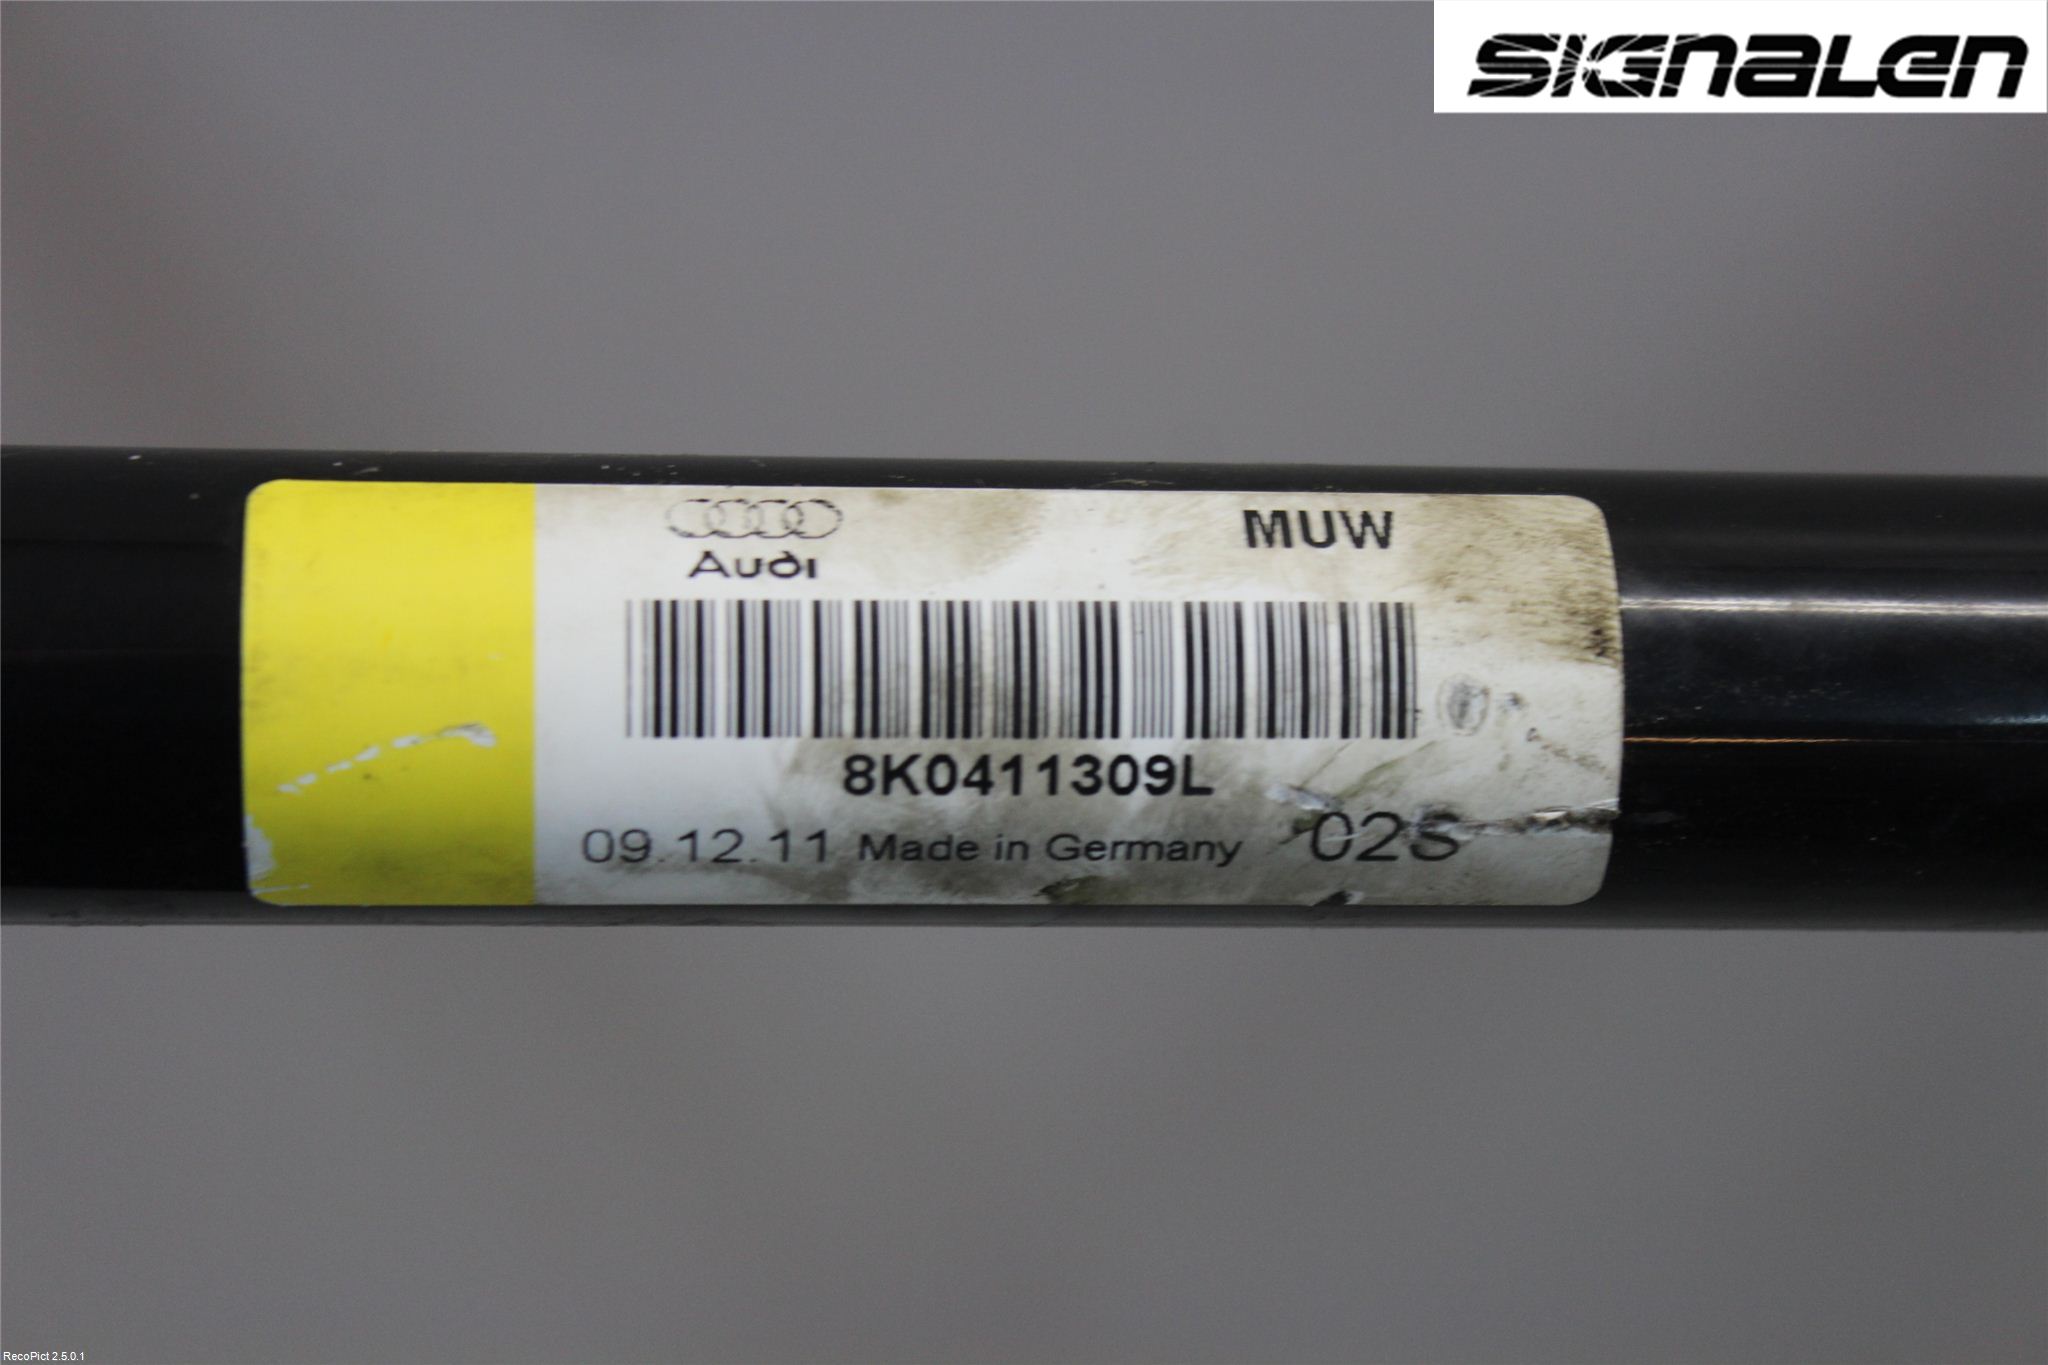 SIGNALEN
Audi
MUW
8K0411309L
09.12.11 Made in Germany 02S
RecoPict 2.5.0.1